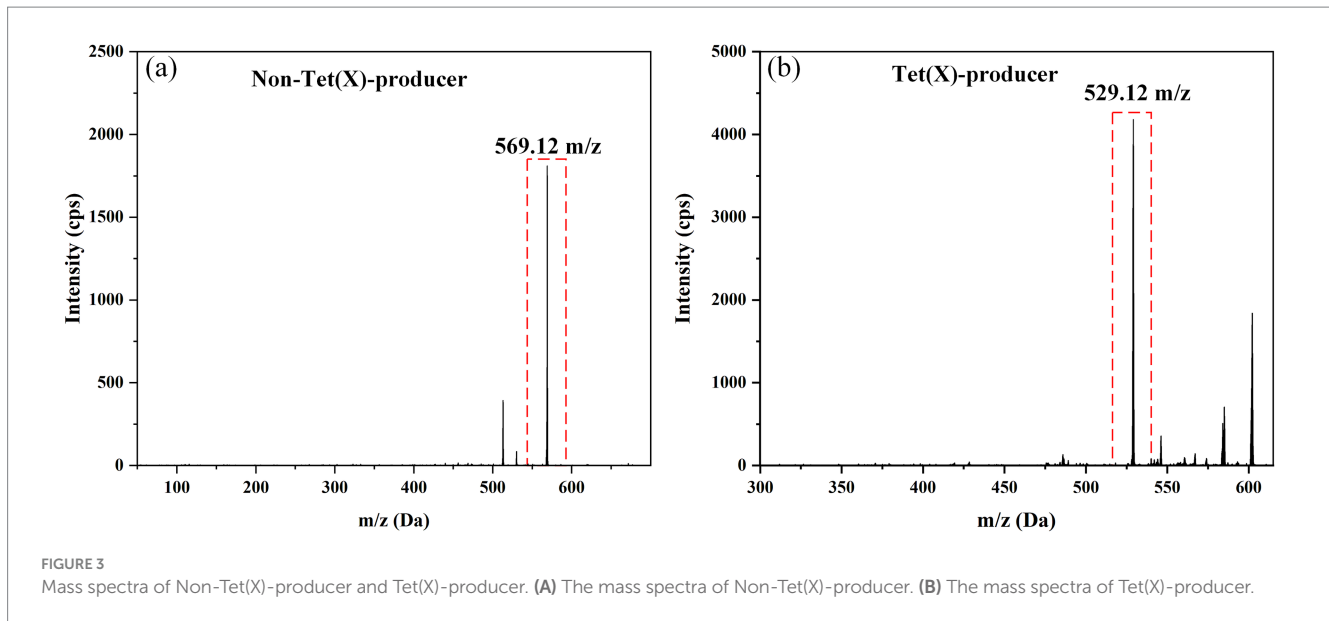 (a)
Non-Tet(X)-producer
569.12 m/z
2500
2000
1500
1000
500
0
Intensity (cps)
100
200
300
400
500
600
m/z (Da)
(b)
Tet(X)-producer
529.12 m/z
5000
4000
3000
2000
1000
0
Intensity (cps)
300
350
400
450
500
550
600
m/z (Da)
FIGURE 3
Mass spectra of Non-Tet(X)-producer and Tet(X)-producer. (A) The mass spectra of Non-Tet(X)-producer. (B) The mass spectra of Tet(X)-producer.